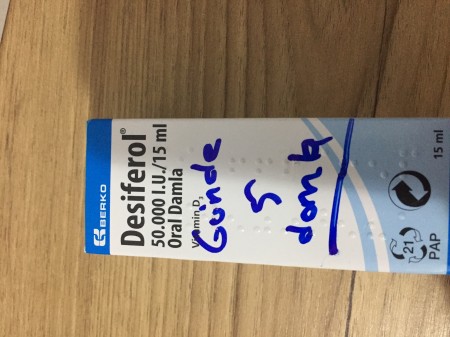 BERKO
Desiferol®
50.000 I.U./15 ml
Oral Damla
Vitamin D₃
Günde
5
damla
15 ml
21
PAP